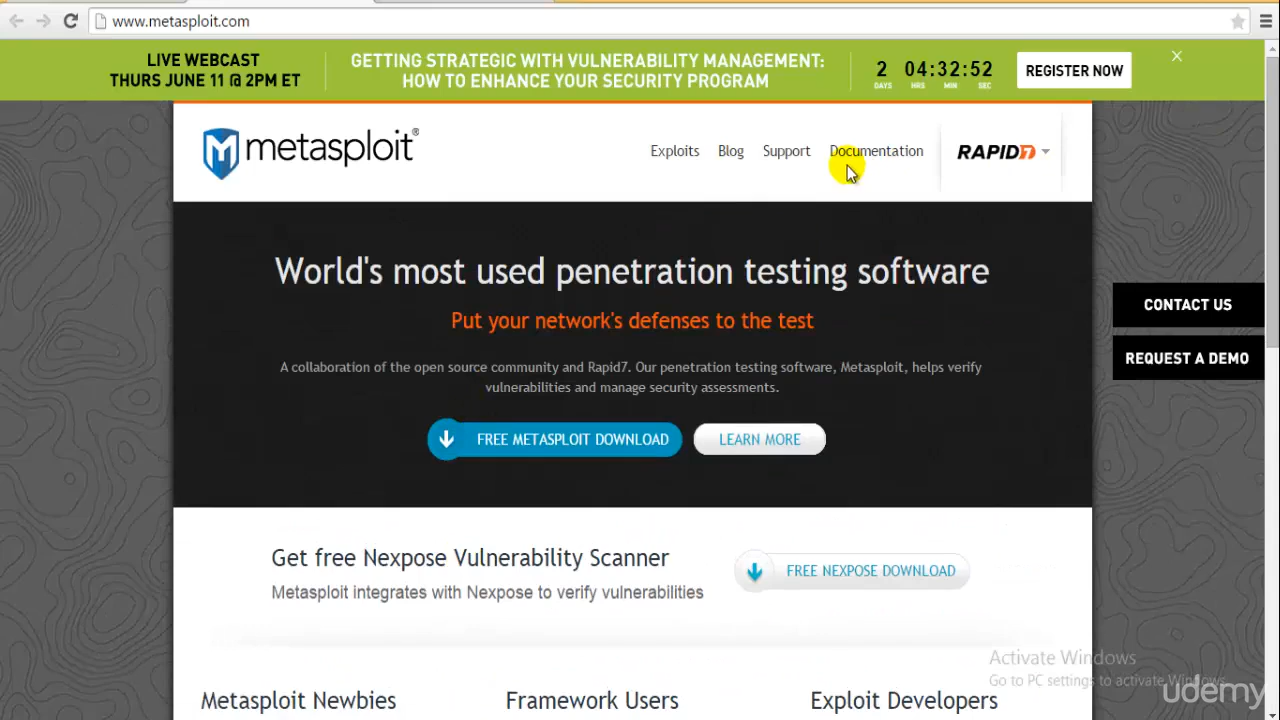 www.metasploit.com
LIVE WEBCAST
THURS JUNE 11 @ 2PM ET
GETTING STRATEGIC WITH VULNERABILITY MANAGEMENT:
HOW TO ENHANCE YOUR SECURITY PROGRAM
2 04:32:52
DAYS HRS MIN SEC
REGISTER NOW
metasploit®
Exploits Blog Support Documentation
RAPID7
World's most used penetration testing software
Put your network's defenses to the test
A collaboration of the open source community and Rapid7. Our penetration testing software, Metasploit, helps verify
vulnerabilities and manage security assessments.
FREE METASPLOIT DOWNLOAD LEARN MORE
CONTACT US
REQUEST A DEMO
Get free Nexpose Vulnerability Scanner
Metasploit integrates with Nexpose to verify vulnerabilities
FREE NEXPOSE DOWNLOAD
Activate Windows
Go to PC settings to activate Windows.
udemy
Metasploit Newbies Framework Users Exploit Developers